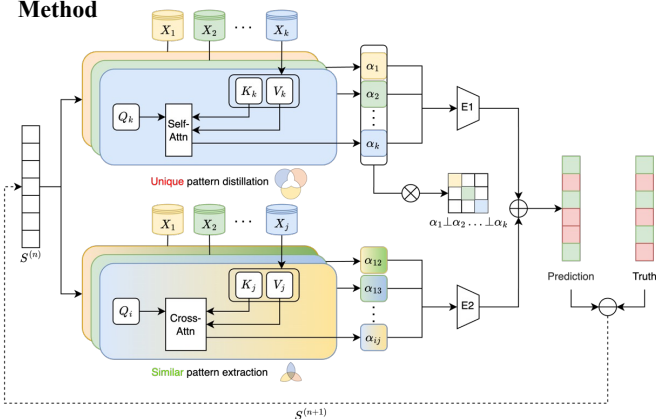 Method
X₁ X₂ ··· Xₖ
Qₖ Self-Attn Kₖ Vₖ
α₁
α₂
⋮
αₖ
E1
Unique pattern distillation
α₁⊥α₂ ... ⊥αₖ
S⁽ⁿ⁾
X₁ X₂ ··· Xⱼ
Qᵢ Cross-Attn Kⱼ Vⱼ
α₁₂
α₁₃
⋮
αᵢⱼ
E2
Similar pattern extraction
Prediction Truth
S⁽ⁿ⁺¹⁾